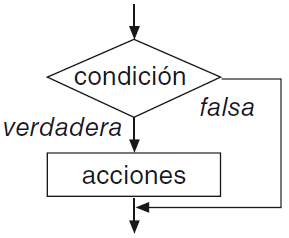 condición
falsa
verdadera
acciones